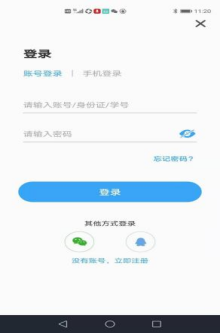 11:20
登录
账号登录 | 手机登录
请输入账号/身份证/学号
请输入密码
忘记密码?
登录
其他方式登录
没有账号，立即注册